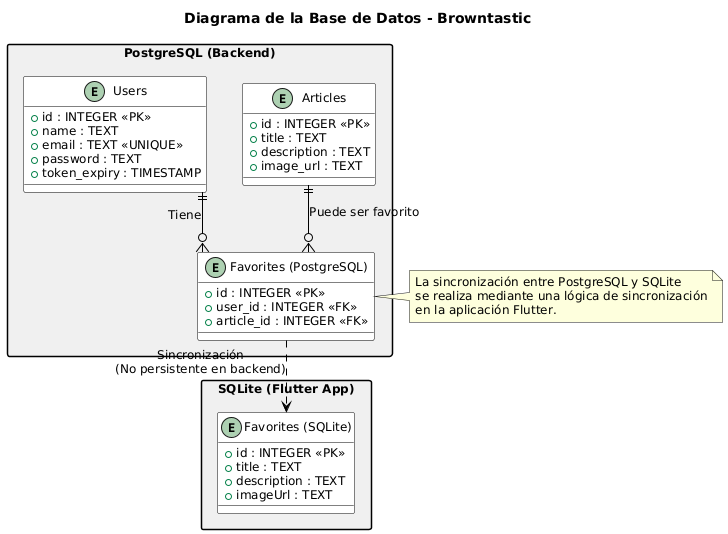 Diagrama de la Base de Datos - Browntastic
PostgreSQL (Backend)
E Users
id : INTEGER «PK»
name : TEXT
email : TEXT «UNIQUE»
password : TEXT
token_expiry : TIMESTAMP
E Articles
id : INTEGER «PK»
title : TEXT
description : TEXT
image_url : TEXT
Tiene
Puede ser favorito
E Favorites (PostgreSQL)
id : INTEGER «PK»
user_id : INTEGER «FK»
article_id : INTEGER «FK»
La sincronización entre PostgreSQL y SQLite
se realiza mediante una lógica de sincronización
en la aplicación Flutter.
Sincronización
(No persistente en backend)
SQLite (Flutter App)
E Favorites (SQLite)
id : INTEGER «PK»
title : TEXT
description : TEXT
imageUrl : TEXT